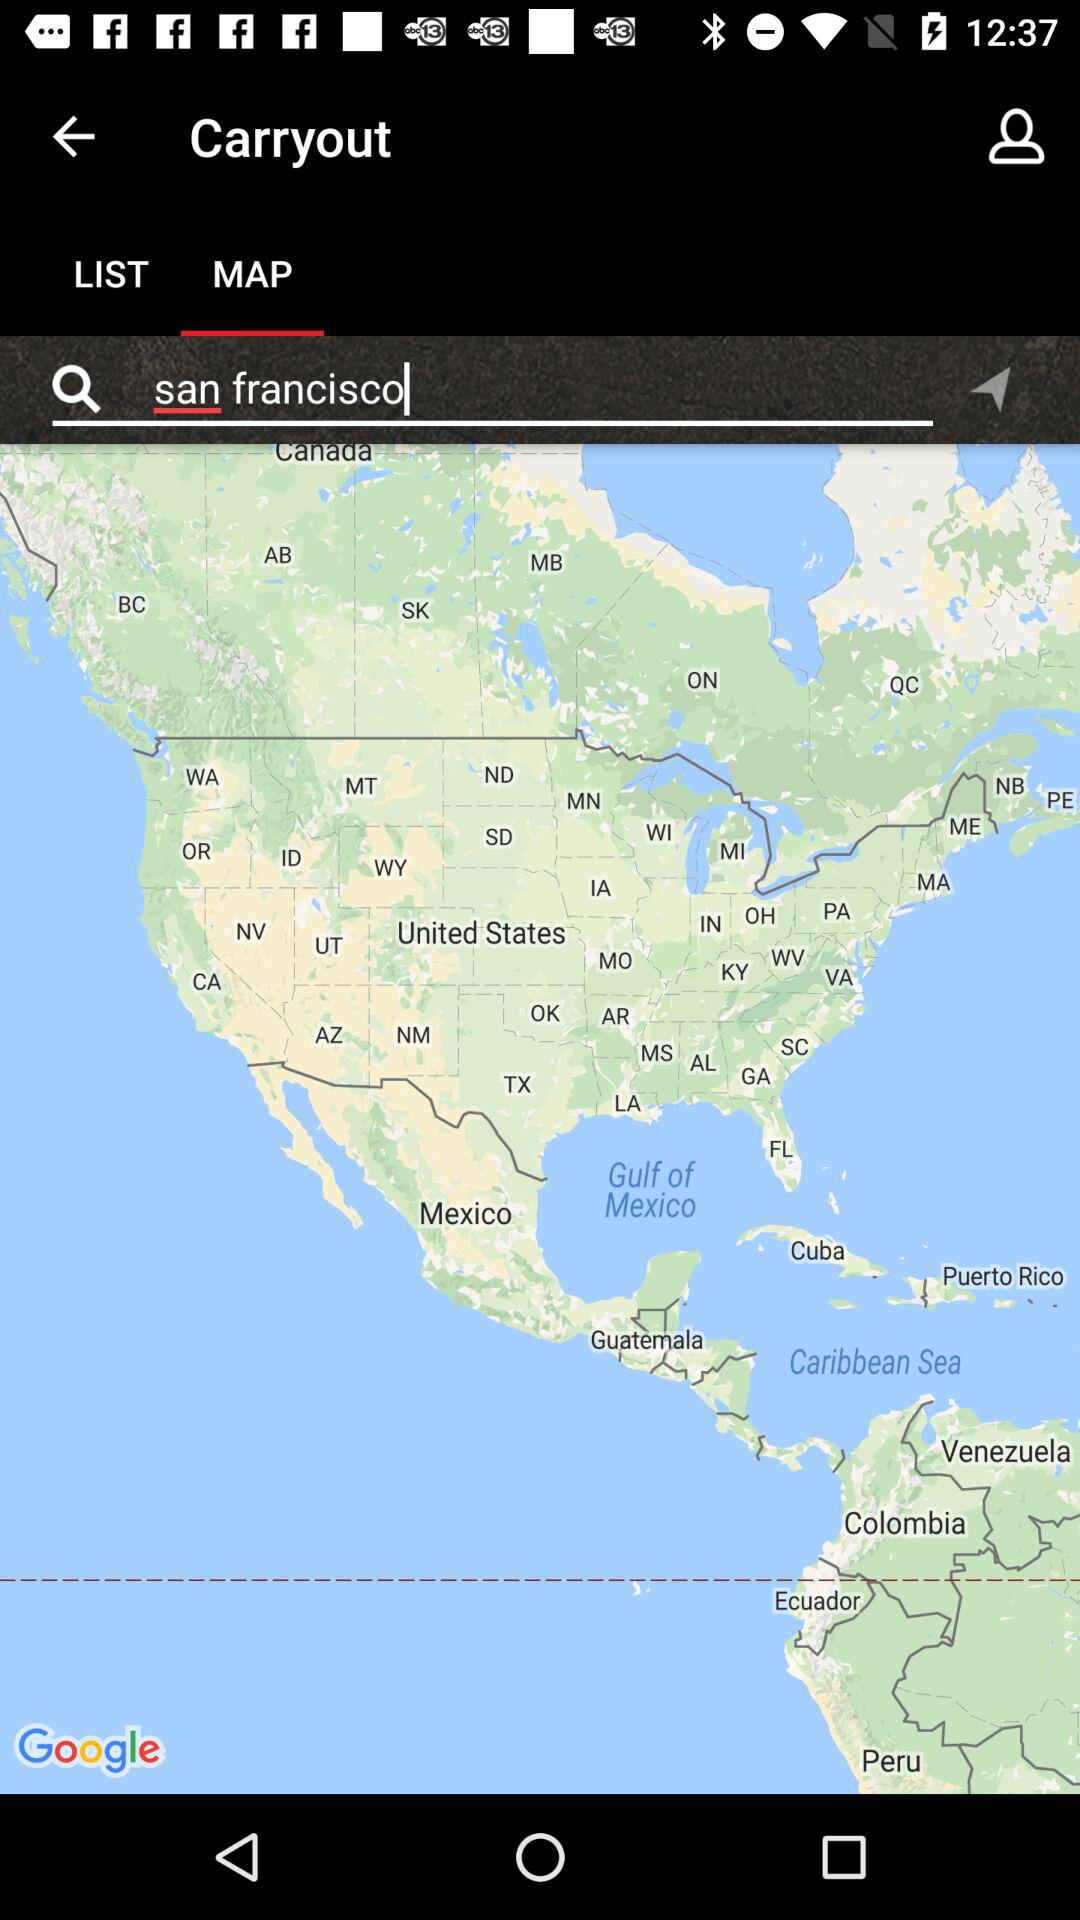 12:37
Carryout
LIST MAP
san francisco
Canada
AB
MB
BC
SK
ON
QC
WA
MT
ND
MN
NB
PE
OR
ID
WY
SD
WI
MI
ME
NV
UT
United States
IA
IN
OH
PA
MA
CA
MO
KY
WV
VA
AZ
NM
OK
AR
MS
AL
SC
GA
TX
LA
FL
Gulf of
Mexico
Mexico
Cuba
Puerto Rico
Guatemala
Caribbean Sea
Venezuela
Colombia
Ecuador
Peru
Google